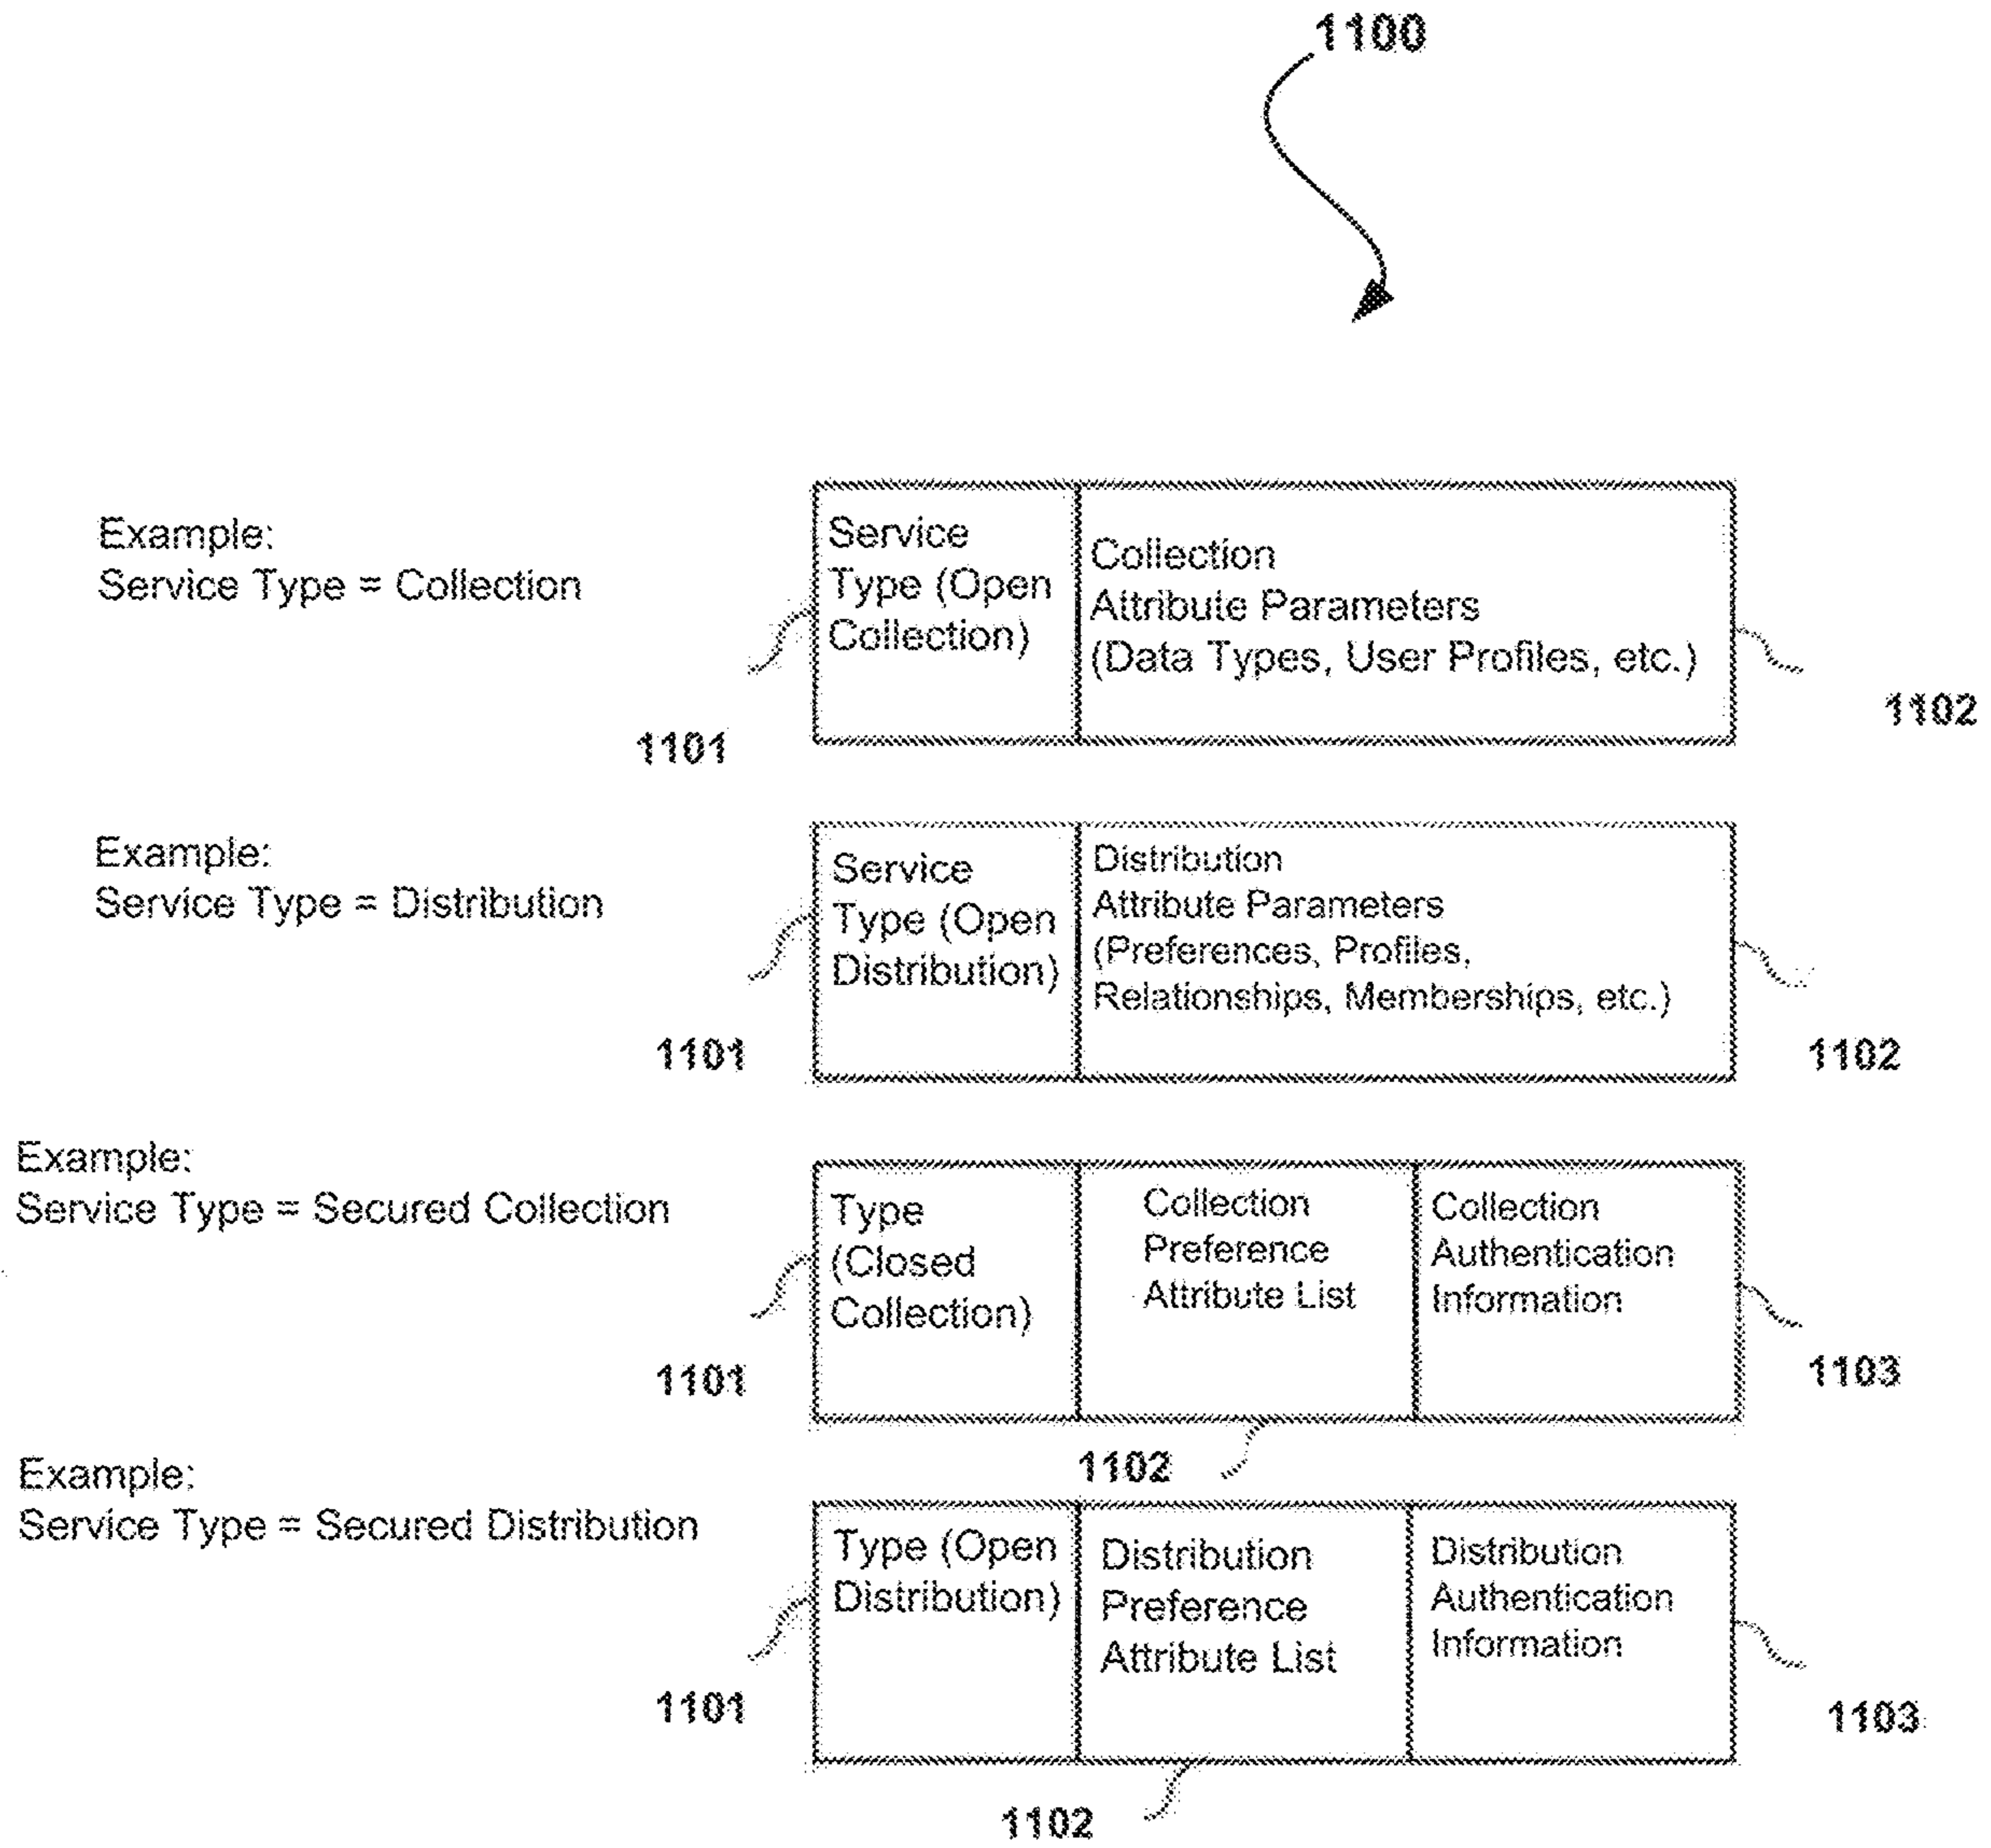 1100
Example:
Service Type = Collection
Service
Type (Open
Collection)
Collection
Attribute Parameters
(Data Types, User Profiles, etc.)
1101
1102
Example:
Service Type = Distribution
Service
Type (Open
Distribution)
Distribution
Attribute Parameters
(Preferences, Profiles,
Relationships, Memberships, etc.)
1101
1102
Example:
Service Type = Secured Collection
Type
(Closed
Collection)
Collection
Preference
Attribute List
Collection
Authentication
Information
1101
1102
1103
Example:
Service Type = Secured Distribution
Type (Open
Distribution)
Distribution
Preference
Attribute List
Distribution
Authentication
Information
1101
1102
1103